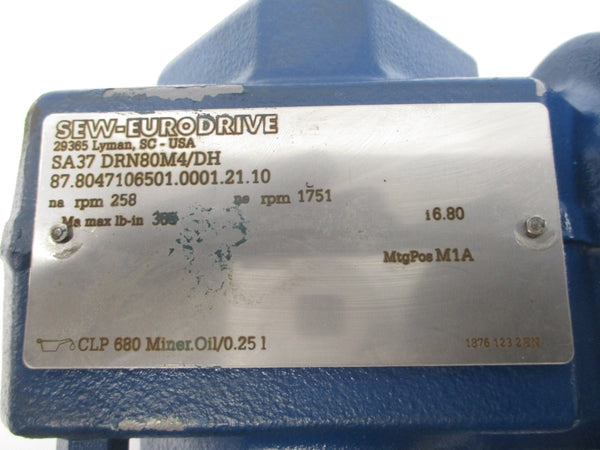 SEW-EURODRIVE
29365 Lyman, SC - USA
SA37 DRN80M4/DH
87.8047106501.0001.21.10
na rpm 258 ne rpm 1751
Ma max lb-in i 6.80
MtgPos M1A
CLP 680 Miner.Oil/0.25 l
1876 123 2 EN